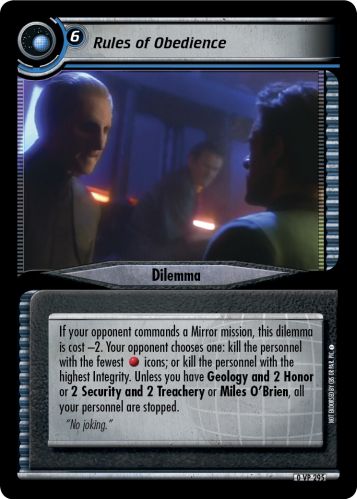 6
Rules of Obedience
Dilemma
If your opponent commands a Mirror mission, this dilemma
is cost –2. Your opponent chooses one: kill the personnel
with the fewest icons; or kill the personnel with the
highest Integrity. Unless you have Geology and 2 Honor
or 2 Security and 2 Treachery or Miles O'Brien, all
your personnel are stopped.
"No joking."
NOT ENDORSED BY CBS OR PAR. PIC.
0 VP 295